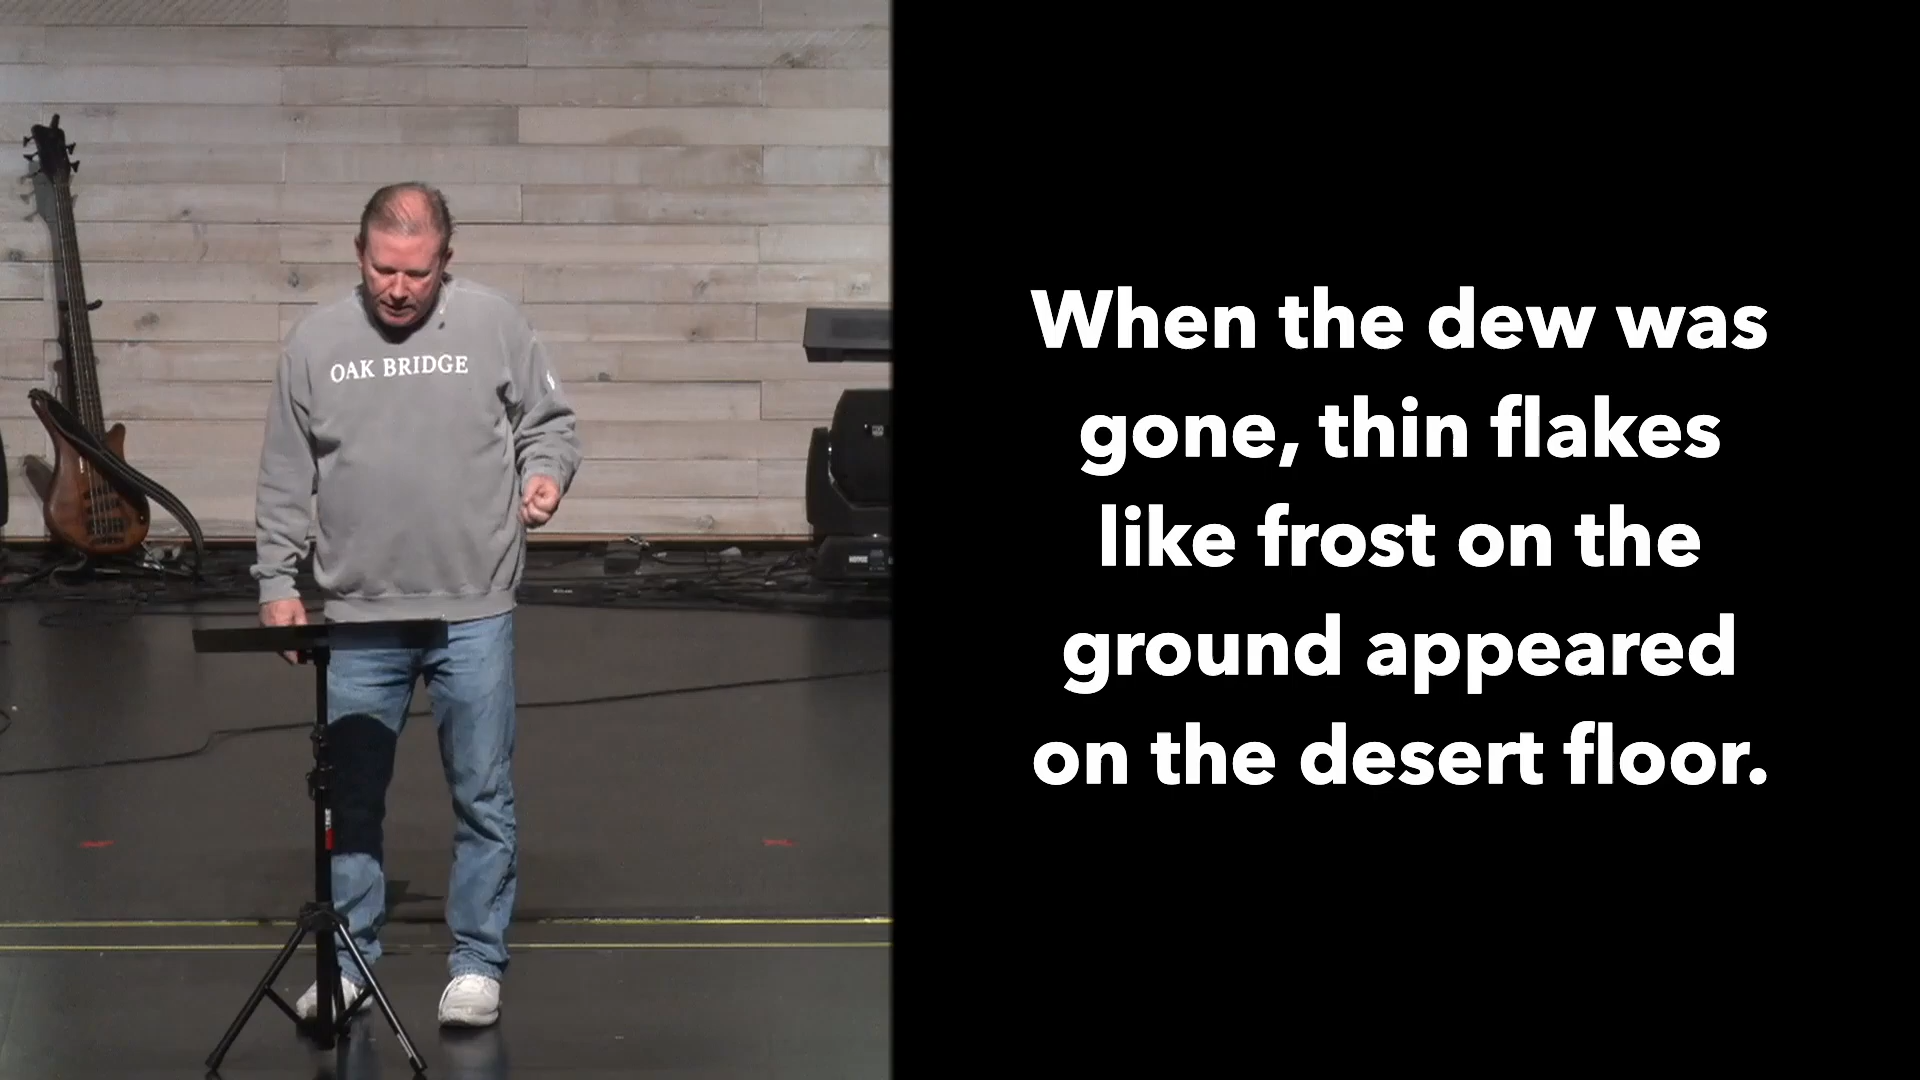 OAK BRIDGE
When the dew was
gone, thin flakes
like frost on the
ground appeared
on the desert floor.